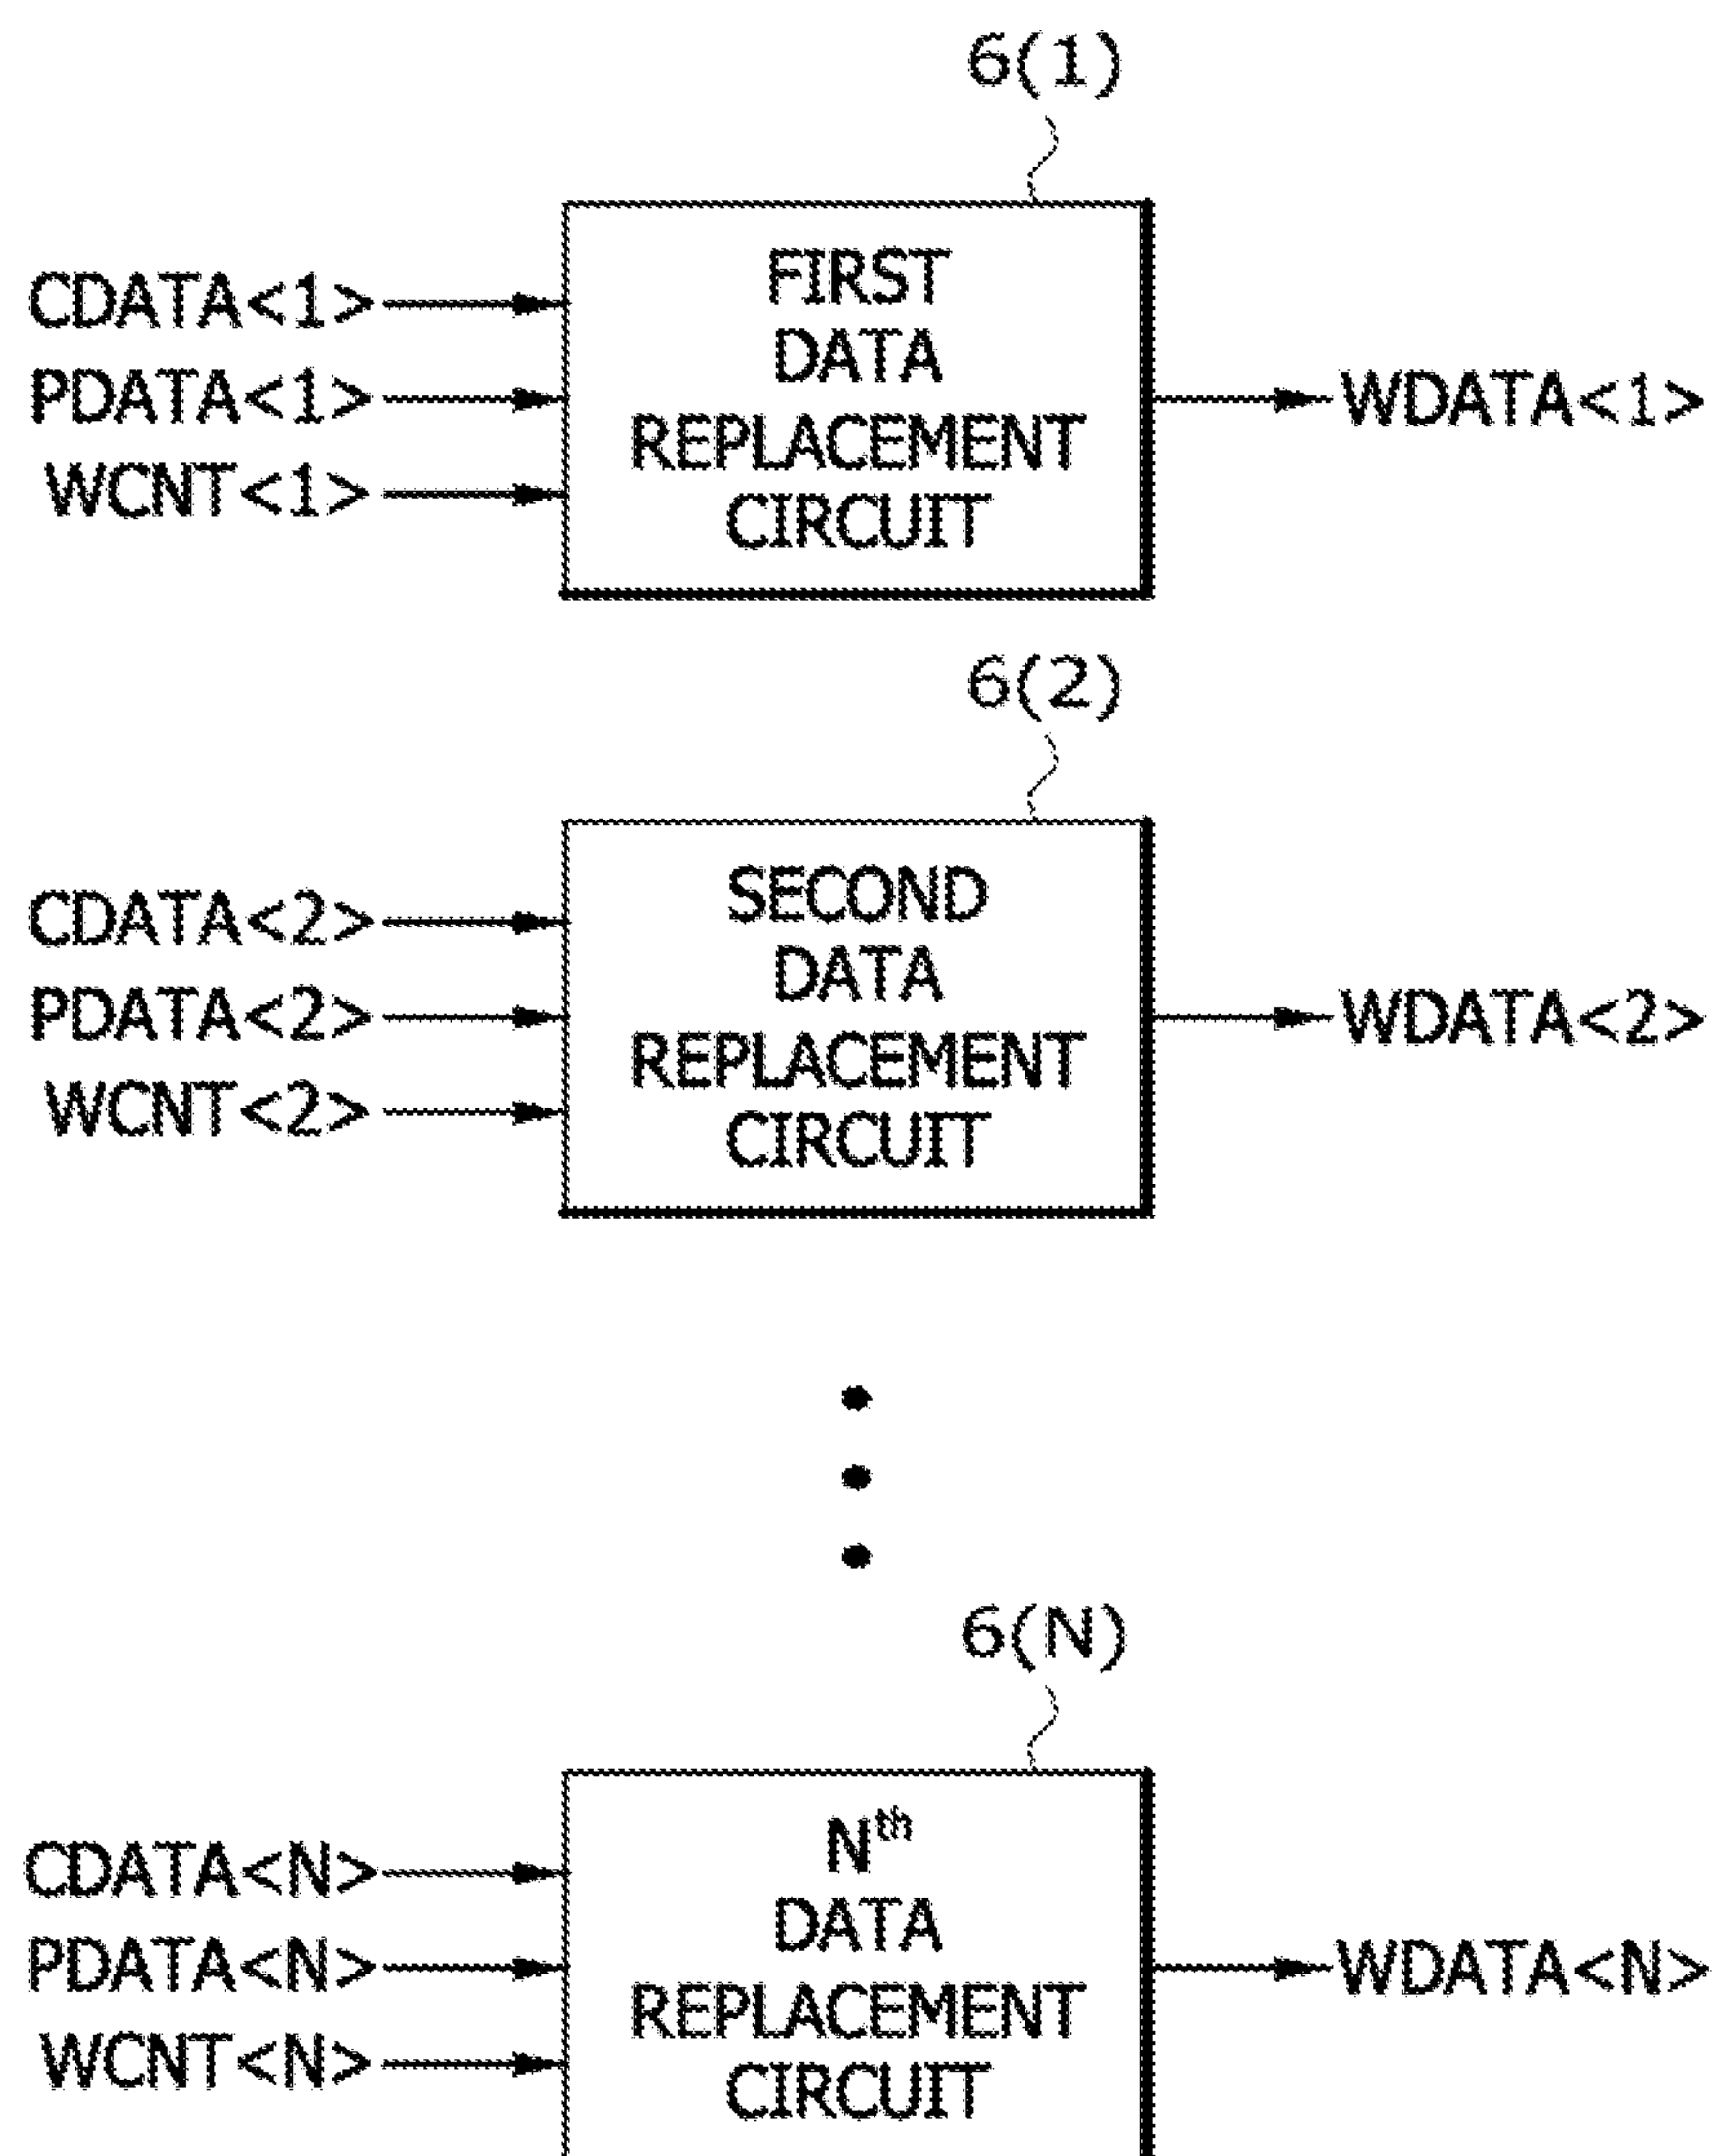 6(1)
FIRST
DATA
REPLACEMENT
CIRCUIT
CDATA<1>
PDATA<1>
WCNT<1>
WDATA<1>
6(2)
SECOND
DATA
REPLACEMENT
CIRCUIT
CDATA<2>
PDATA<2>
WCNT<2>
WDATA<2>
6(N)
Nth
DATA
REPLACEMENT
CIRCUIT
CDATA<N>
PDATA<N>
WCNT<N>
WDATA<N>